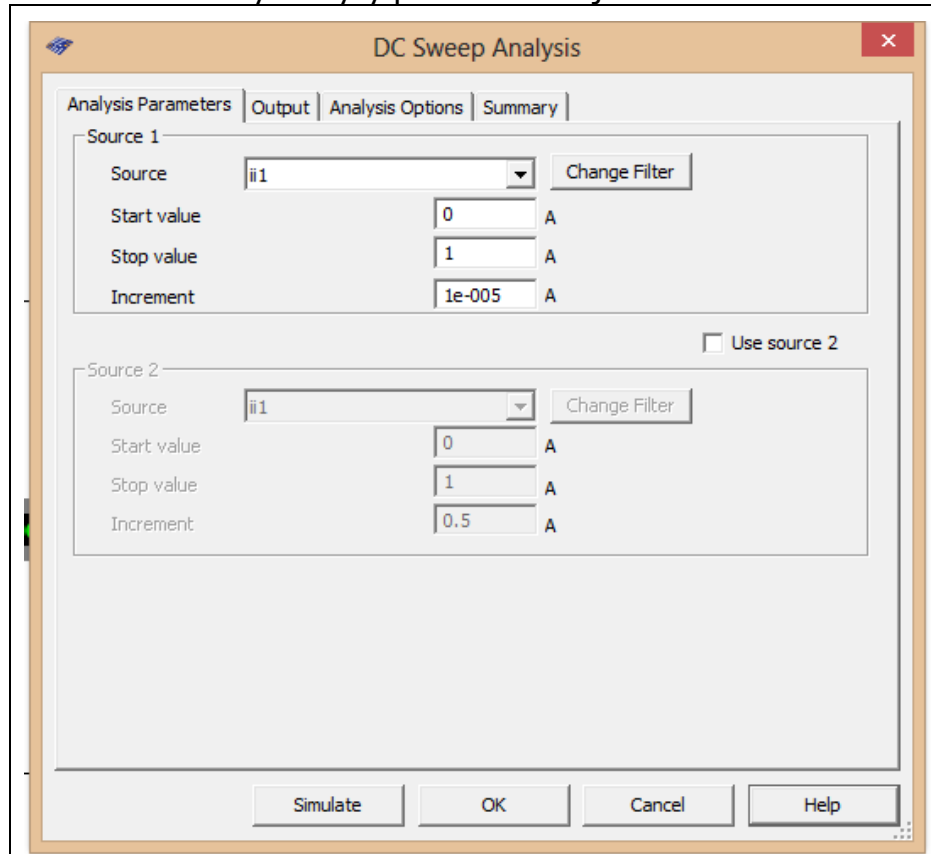 DC Sweep Analysis
Analysis Parameters Output Analysis Options Summary
Source 1
Source ii1 Change Filter
Start value 0 A
Stop value 1 A
Increment 1e-005 A
Use source 2
Source 2
Source ii1 Change Filter
Start value 0 A
Stop value 1 A
Increment 0.5 A
Simulate OK Cancel Help